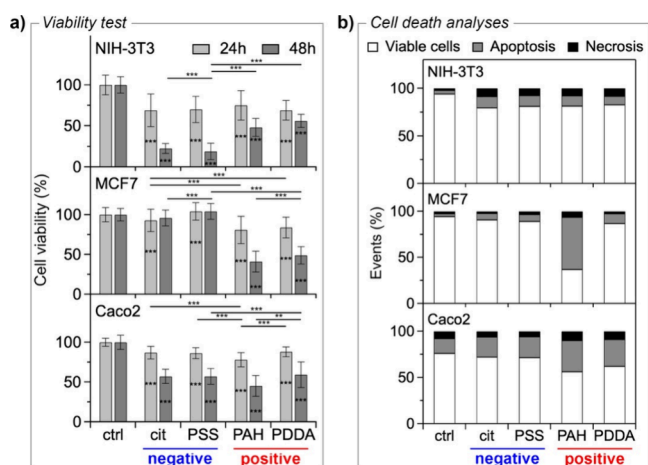 a) Viability test
NIH-3T3 24h 48h
***
***
***
100
50
0
*** *** *** *** *** *** *** ***
MCF7
***
***
***
***
100
50
0
*** *** *** *** *** ***
Caco2
***
***
*** **
***
100
50
0
*** *** *** *** *** *** *** ***
Cell viability (%)
ctrl cit PSS PAH PDDA
negative positive
b) Cell death analyses
Viable cells Apoptosis Necrosis
NIH-3T3
100
50
0
MCF7
100
50
0
Caco2
100
50
0
Events (%)
ctrl cit PSS PAH PDDA
negative positive